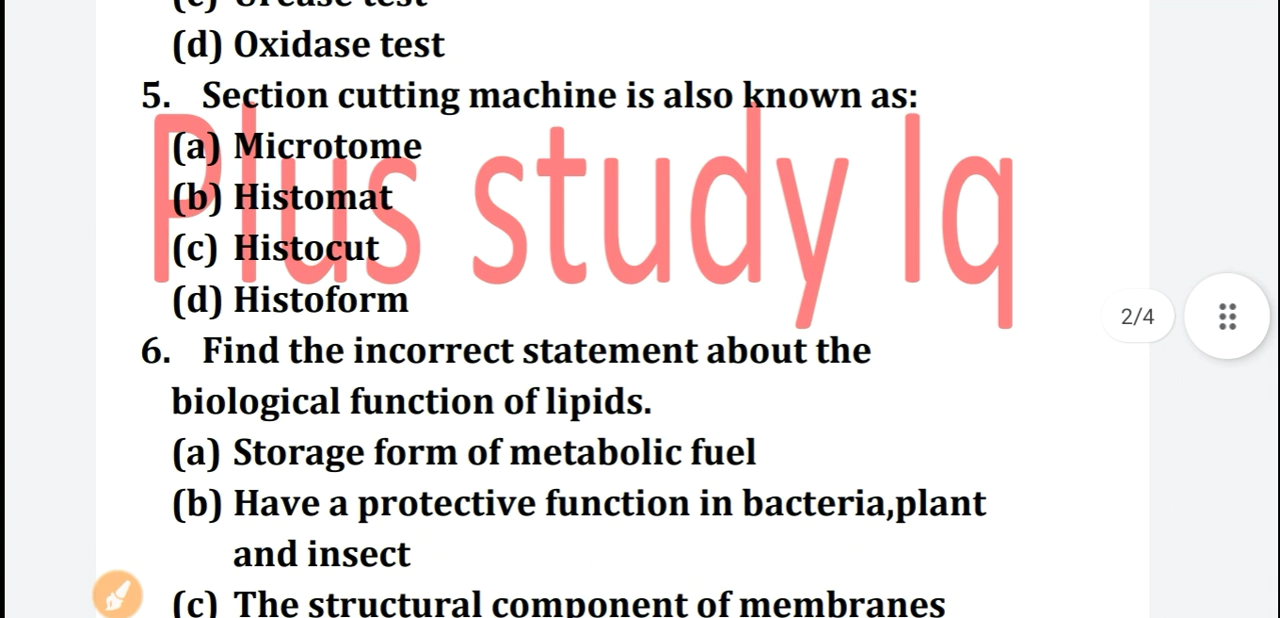 (d) Oxidase test
5. Section cutting machine is also known as:
(a) Microtome
(b) Histomat
(c) Histocut
(d) Histoform
Plus study Iq
2/4
6. Find the incorrect statement about the
biological function of lipids.
(a) Storage form of metabolic fuel
(b) Have a protective function in bacteria,plant
and insect
(c) The structural component of membranes